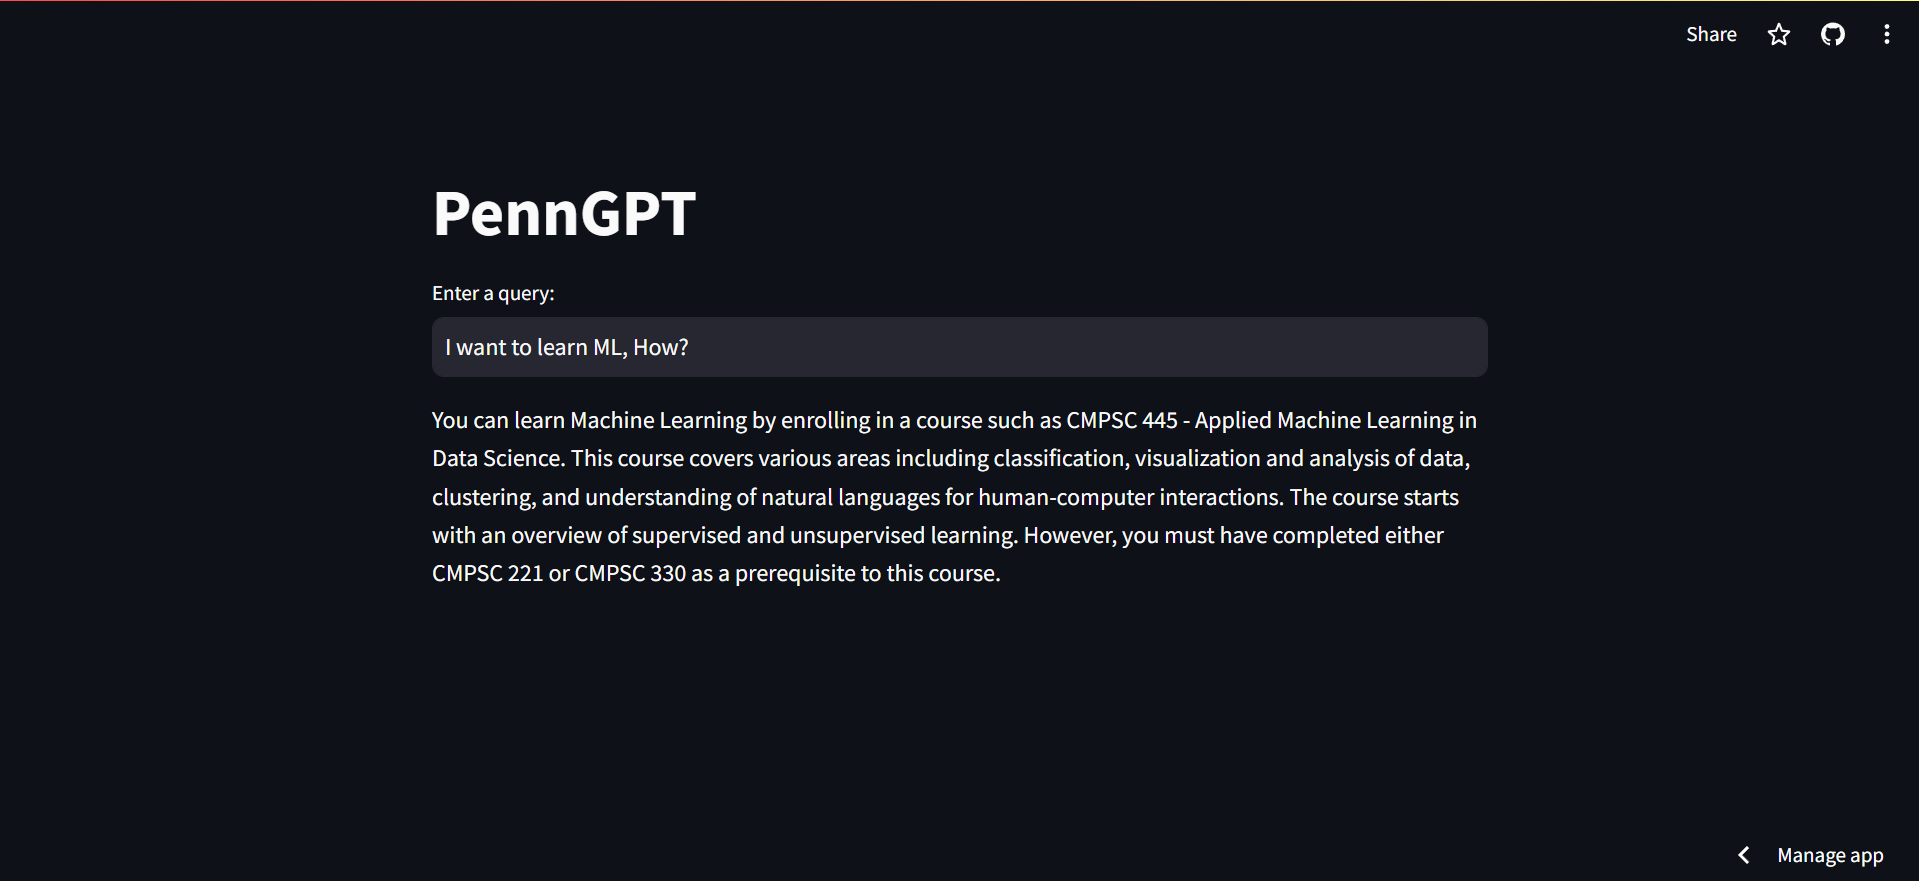 Share
PennGPT
Enter a query:
I want to learn ML, How?
You can learn Machine Learning by enrolling in a course such as CMPSC 445 - Applied Machine Learning in
Data Science. This course covers various areas including classification, visualization and analysis of data,
clustering, and understanding of natural languages for human-computer interactions. The course starts
with an overview of supervised and unsupervised learning. However, you must have completed either
CMPSC 221 or CMPSC 330 as a prerequisite to this course.
Manage app